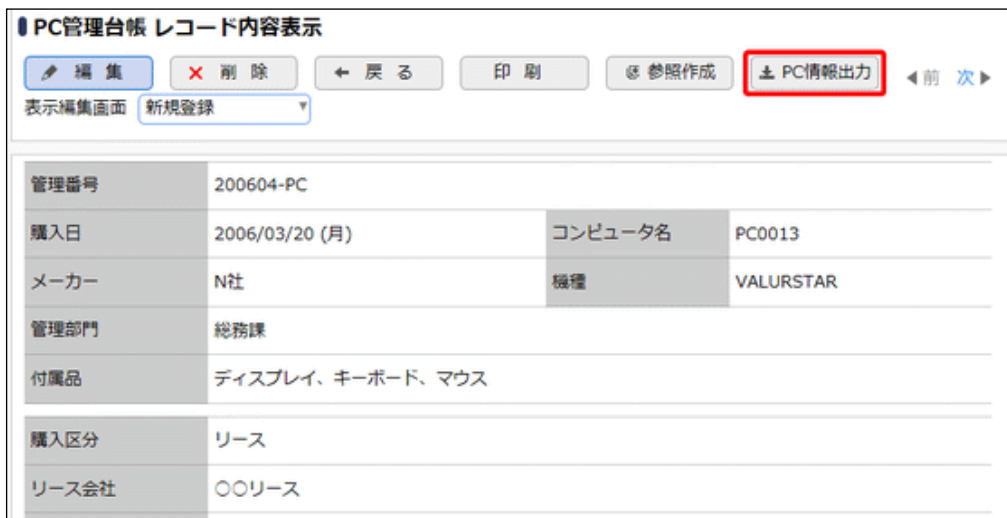 PC管理台帳 レコード内容表示
編 集 削 除 戻 る 印 刷 参照作成 PC情報出力 前 次
表示編集画面 新規登録
管理番号 200604-PC
購入日 2006/03/20 (月) コンピュータ名 PC0013
メーカー N社 機種 VALURSTAR
管理部門 総務課
付属品 ディスプレイ、キーボード、マウス
購入区分 リース
リース会社 〇〇リース